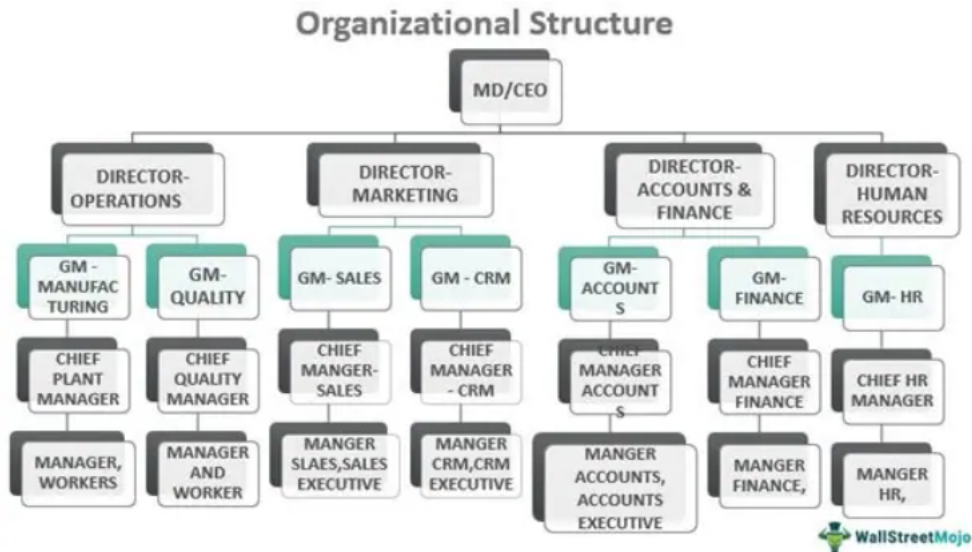 Organizational Structure
MD/CEO
DIRECTOR-
OPERATIONS
DIRECTOR-
MARKETING
DIRECTOR-
ACCOUNTS &
FINANCE
DIRECTOR-
HUMAN
RESOURCES
GM -
MANUFAC
TURING
GM-
QUALITY
GM- SALES
GM - CRM
GM-
ACCOUNT
S
GM-
FINANCE
GM- HR
CHIEF
PLANT
MANAGER
CHIEF
QUALITY
MANAGER
CHIEF
MANGER-
SALES
CHIEF
MANAGER
- CRM
CHIEF
MANAGER
ACCOUNT
S
CHIEF
MANAGER
FINANCE
CHIEF HR
MANAGER
MANAGER,
WORKERS
MANAGER
AND
WORKER
MANGER
SLAES,SALES
EXECUTIVE
MANGER
CRM,CRM
EXECUTIVE
MANGER
ACCOUNTS,
ACCOUNTS
EXECUTIVE
MANGER
FINANCE,
MANGER
HR,
WallStreetMojo